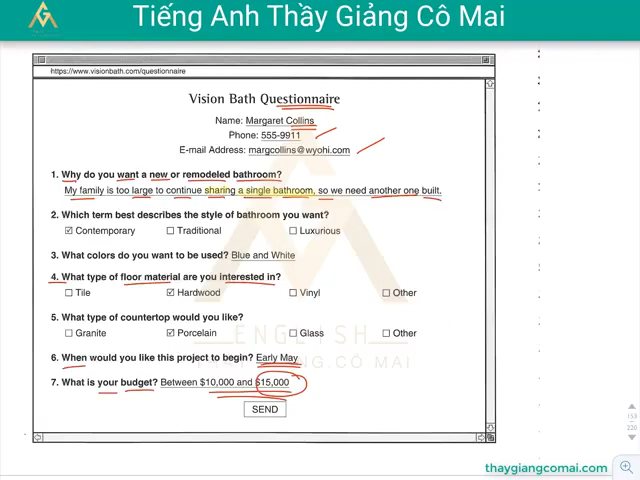 Tiếng Anh Thầy Giảng Cô Mai
https://www.visionbath.com/questionnaire
Vision Bath Questionnaire
Name: Margaret Collins
Phone: 555-9911
E-mail Address: margcollins@wyohi.com
1. Why do you want a new or remodeled bathroom?
My family is too large to continue sharing a single bathroom, so we need another one built.
2. Which term best describes the style of bathroom you want?
☑ Contemporary ☐ Traditional ☐ Luxurious
3. What colors do you want to be used? Blue and White
4. What type of floor material are you interested in?
☐ Tile ☑ Hardwood ☐ Vinyl ☐ Other
5. What type of countertop would you like?
☐ Granite ☑ Porcelain ☐ Glass ☐ Other
ENGLISH
6. When would you like this project to begin? Early May
7. What is your budget? Between $10,000 and $15,000
SEND
153
220
thaygiangcomai.com